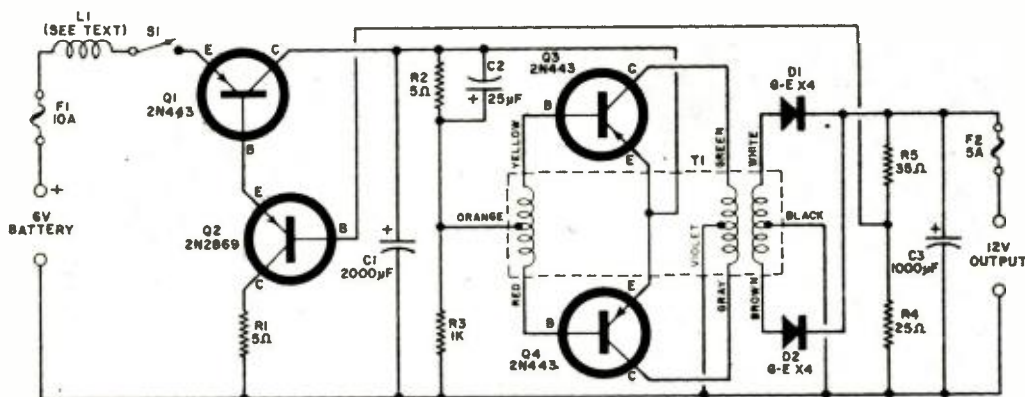 L1
(SEE TEXT)
S1
F1
10A
+
6V
BATTERY
E
C
Q1
2N443
B
E
Q2
2N2869
B
C
R1
5Ω
+
C1
2000µF
R2
5Ω
C2
+
25µF
R3
1K
YELLOW
ORANGE
RED
Q3
2N443
C
B
E
T1
GREEN
WHITE
VIOLET
BLACK
GRAY
BROWN
E
B
Q4
2N443
C
D1
G-E X4
D2
G-E X4
R5
35Ω
R4
25Ω
+
C3
1000µF
F2
5A
+
12V
OUTPUT